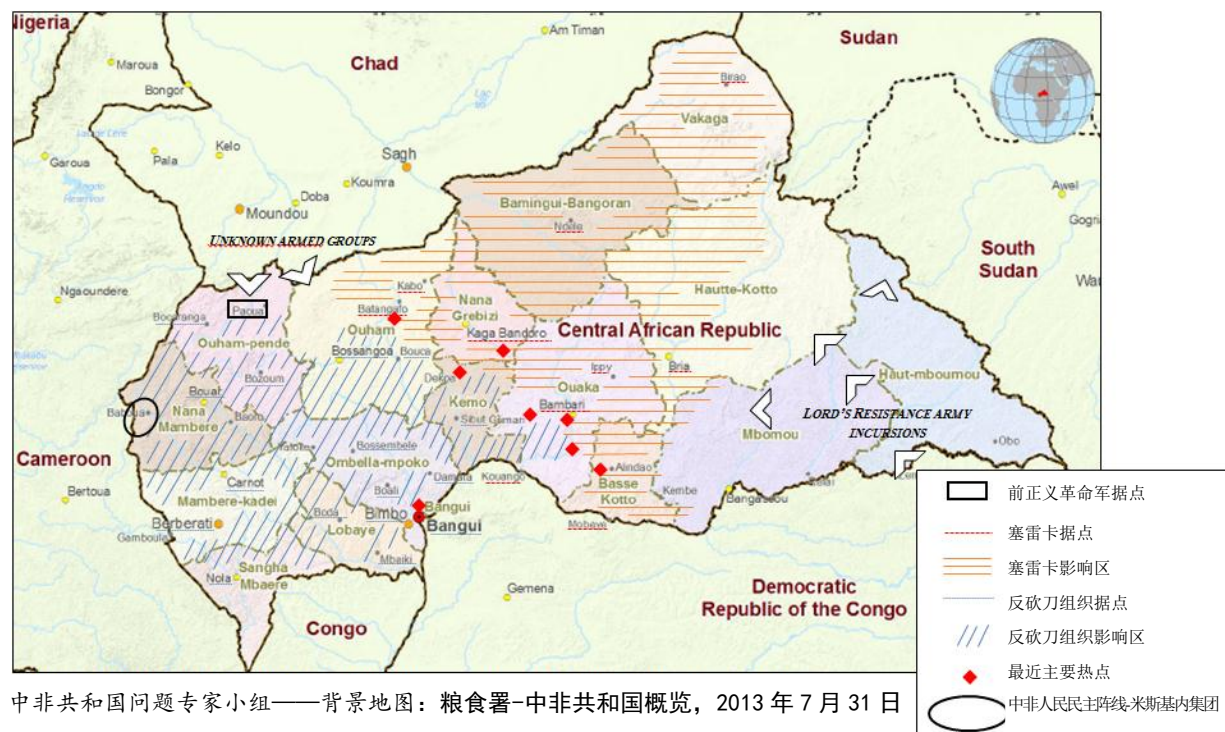 Nigeria
Am Timan
Sudan
Maroua
Chad
Birao
Bongor
Vakaga
Garoua
Pala
Kelo
Sagh
Koumra
Doba
Moundou
Bamingui-Bangoran
Awel
Gogri
UNKNOWN ARMED GROUPS
South
Sudan
Wau
Ngaoundere
Paoua
Kabo
Batangafo
Nana
Grebizi
Hautte-Kotto
Bocaranga
Ouham
Kaga Bandoro
Central African Republic
Ouham-pende
Bossangoa
Bouca
Dekoa
Ippy
Bria
Bozoum
Bouar
Ouaka
Haut-mboumou
Baboua
Nana
Mambere
Baoro
Kemo
Bambari
LORD'S RESISTANCE ARMY
INCURSIONS
Mbomou
Obo
Cameroon
Yaloke
Bossembele
Ombella-mpoko
Carnot
Damara
Kouango
Alindao
Bertoua
Mambere-kadei
Boali
Basse
Kotto
Kembe
Bangassou
Berberati
Boda
Bimbo
Bangui
Bangui
Mobaye
Gamboula
Lobaye
Mbaiki
Nola
Sangha
Mbaere
Gemena
Democratic
Republic of the Congo
Congo
前正义革命军据点
塞雷卡据点
塞雷卡影响区
反砍刀组织据点
反砍刀组织影响区
最近主要热点
中非人民民主阵线-米斯基内集团
中非共和国问题专家小组——背景地图：粮食署-中非共和国概览，2013 年 7 月 31 日